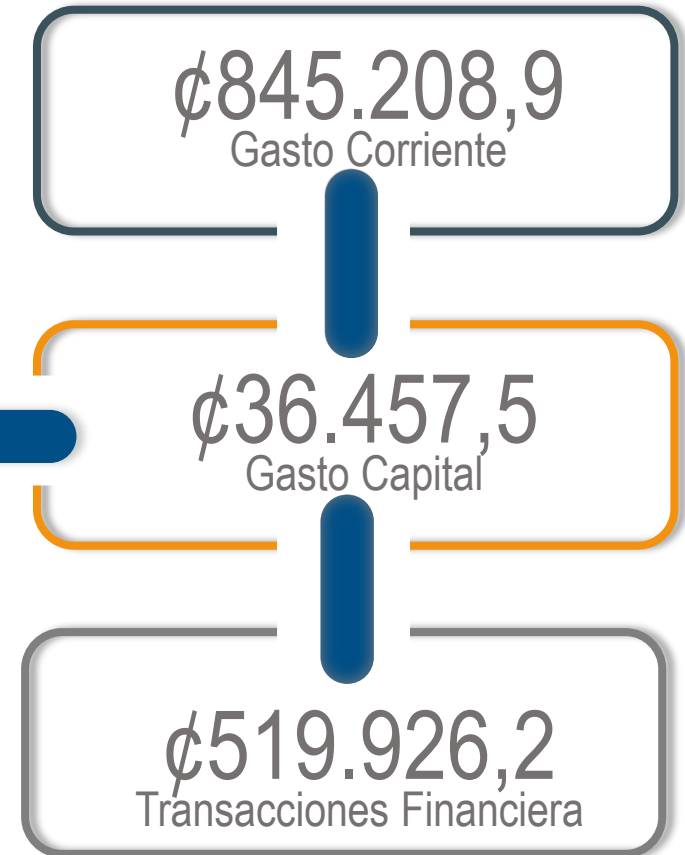 ₡845.208,9
Gasto Corriente
₡36.457,5
Gasto Capital
₡519.926,2
Transacciones Financiera